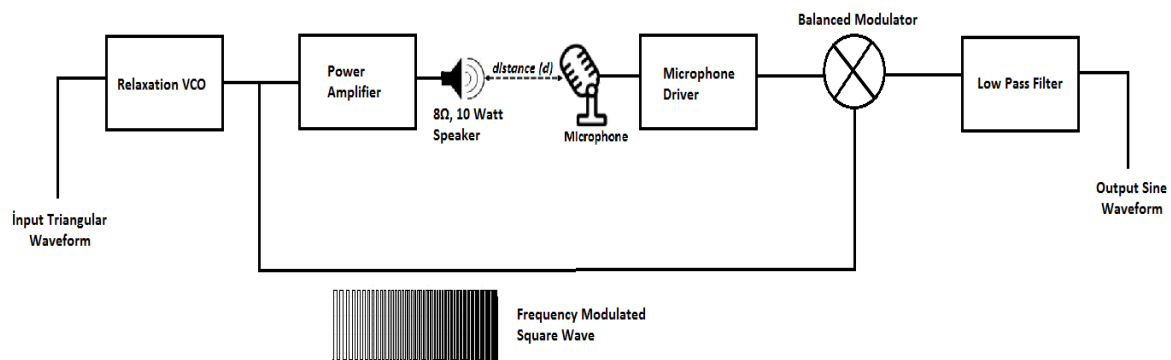 Balanced Modulator
Relaxation VCO
Power
Amplifier
distance (d)
Microphone
Driver
Low Pass Filter
8Ω, 10 Watt
Speaker
Microphone
İnput Triangular
Waveform
Output Sine
Waveform
Frequency Modulated
Square Wave